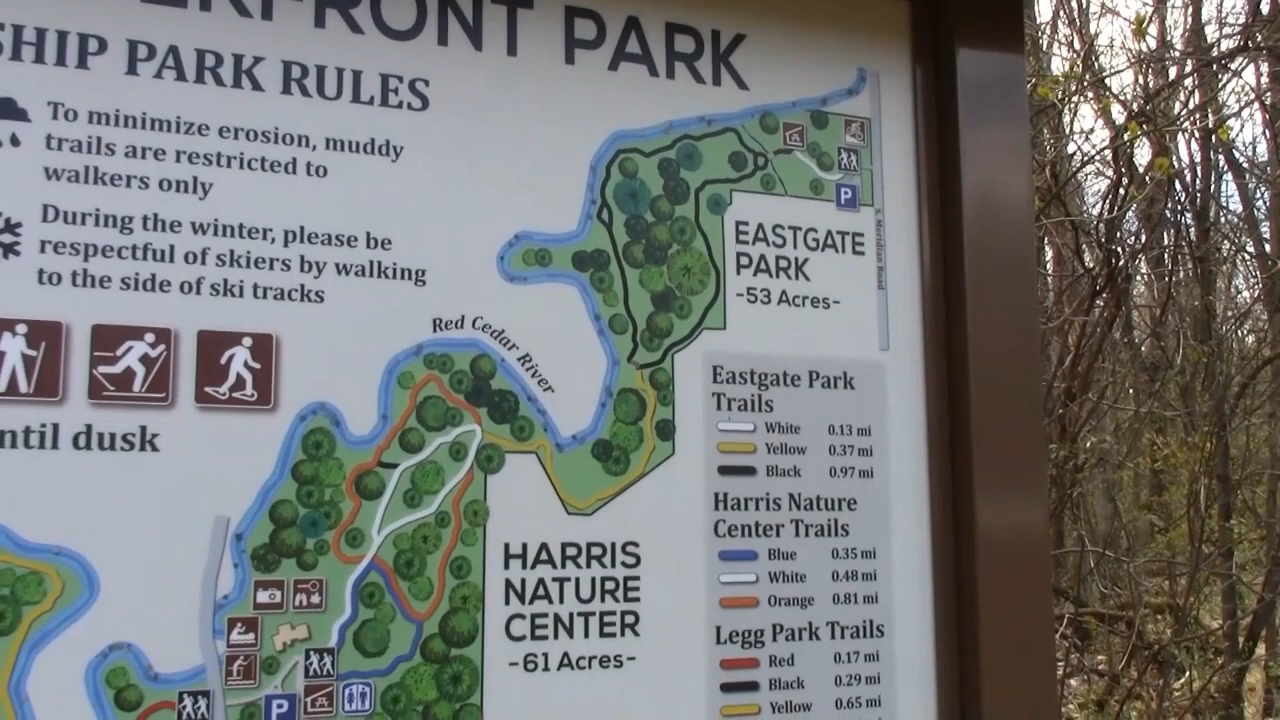 ERFRONT PARK
SHIP PARK RULES
To minimize erosion, muddy
trails are restricted to
walkers only
During the winter, please be
respectful of skiers by walking
to the side of ski tracks
ntil dusk
Red Cedar River
S. Meridian Road
P
EASTGATE
PARK
-53 Acres-
Eastgate Park
Trails
White 0.13 mi
Yellow 0.37 mi
Black 0.97 mi
Harris Nature
Center Trails
Blue 0.35 mi
White 0.48 mi
Orange 0.81 mi
Legg Park Trails
Red 0.17 mi
Black 0.29 mi
Yellow 0.65 mi
HARRIS
NATURE
CENTER
-61 Acres-
P